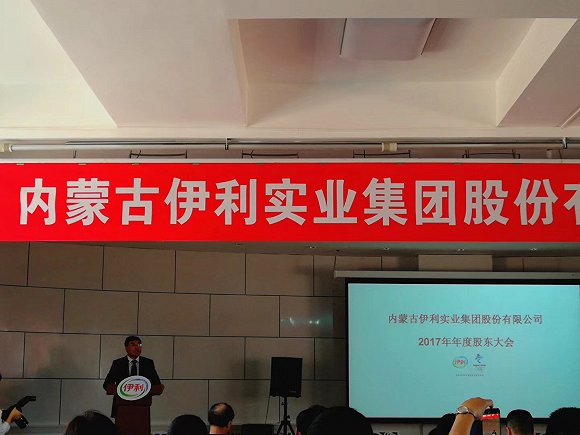 内蒙古伊利实业集团股份
内蒙古伊利实业集团股份有限公司
2017年年度股东大会
伊利
伊利